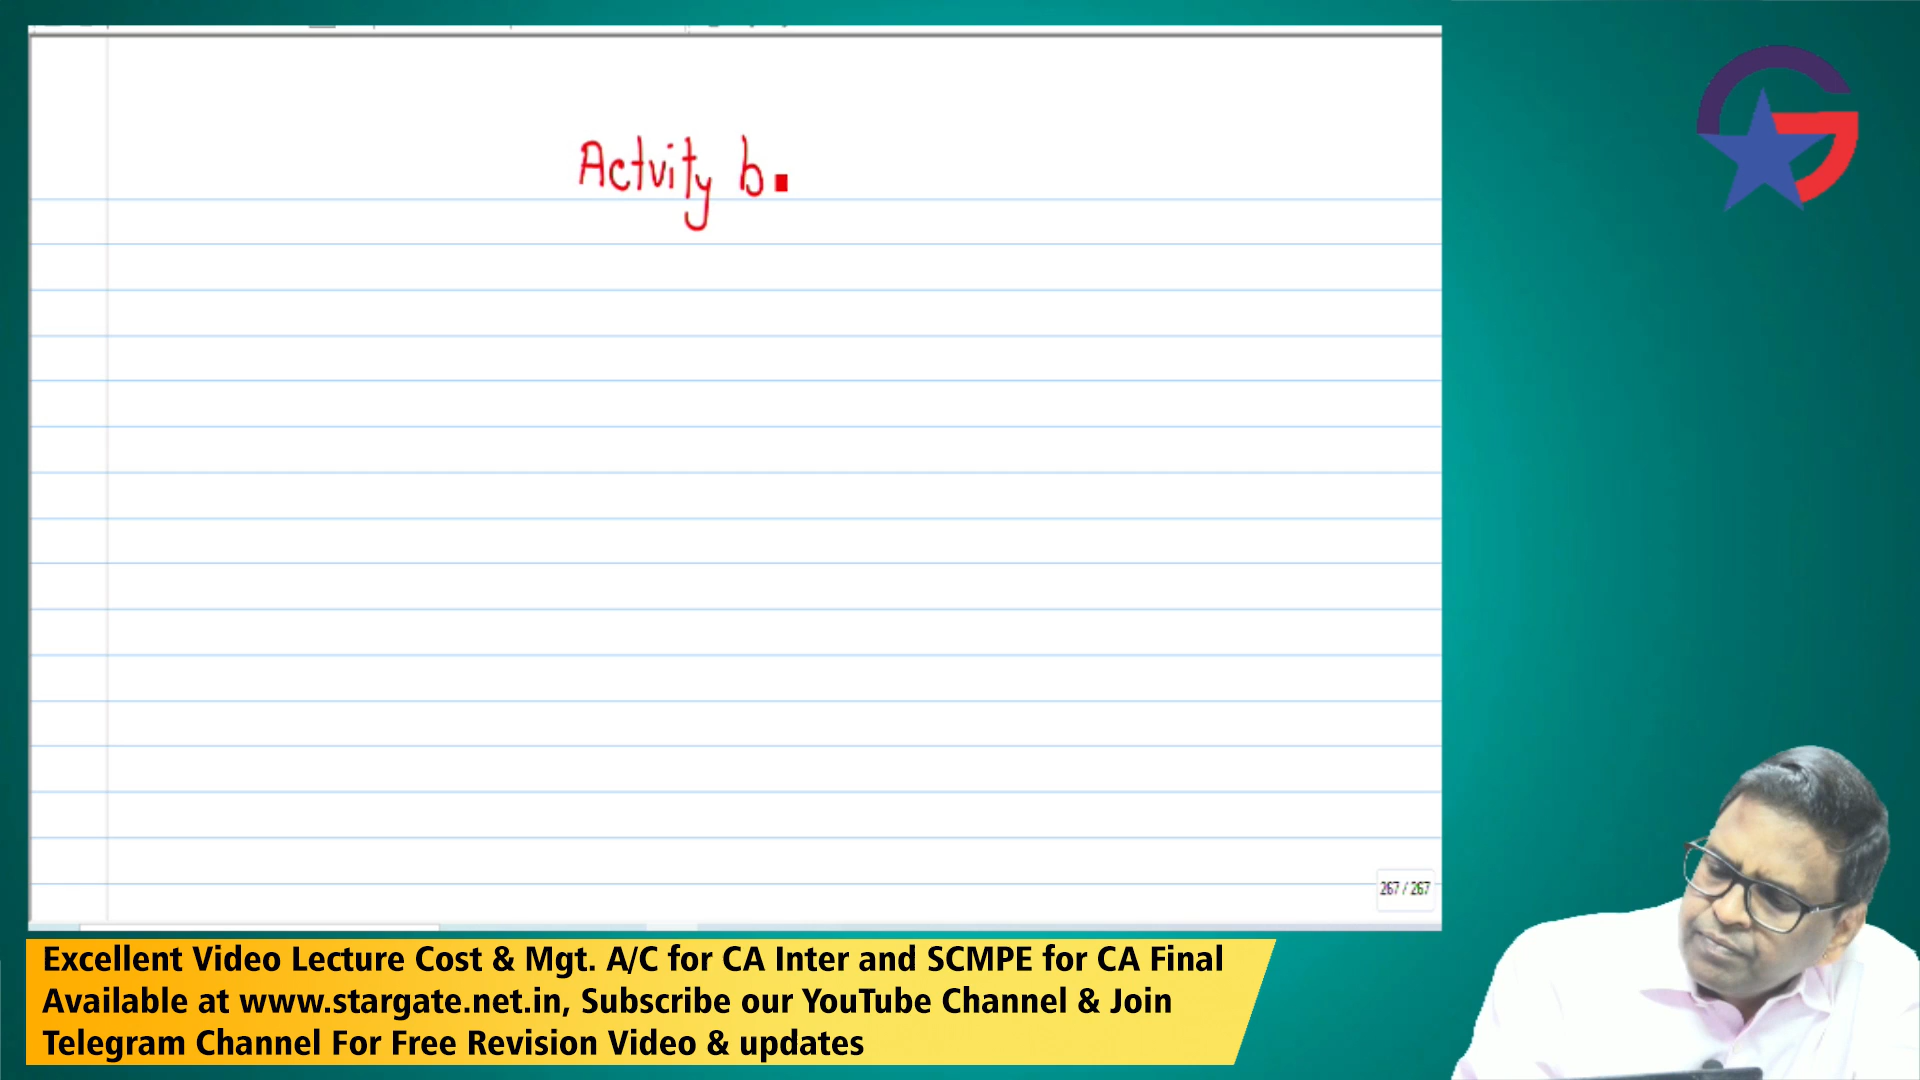 Actvity b
267 / 267
Excellent Video Lecture Cost & Mgt. A/C for CA Inter and SCMPE for CA Final
Available at www.stargate.net.in, Subscribe our YouTube Channel & Join
Telegram Channel For Free Revision Video & updates